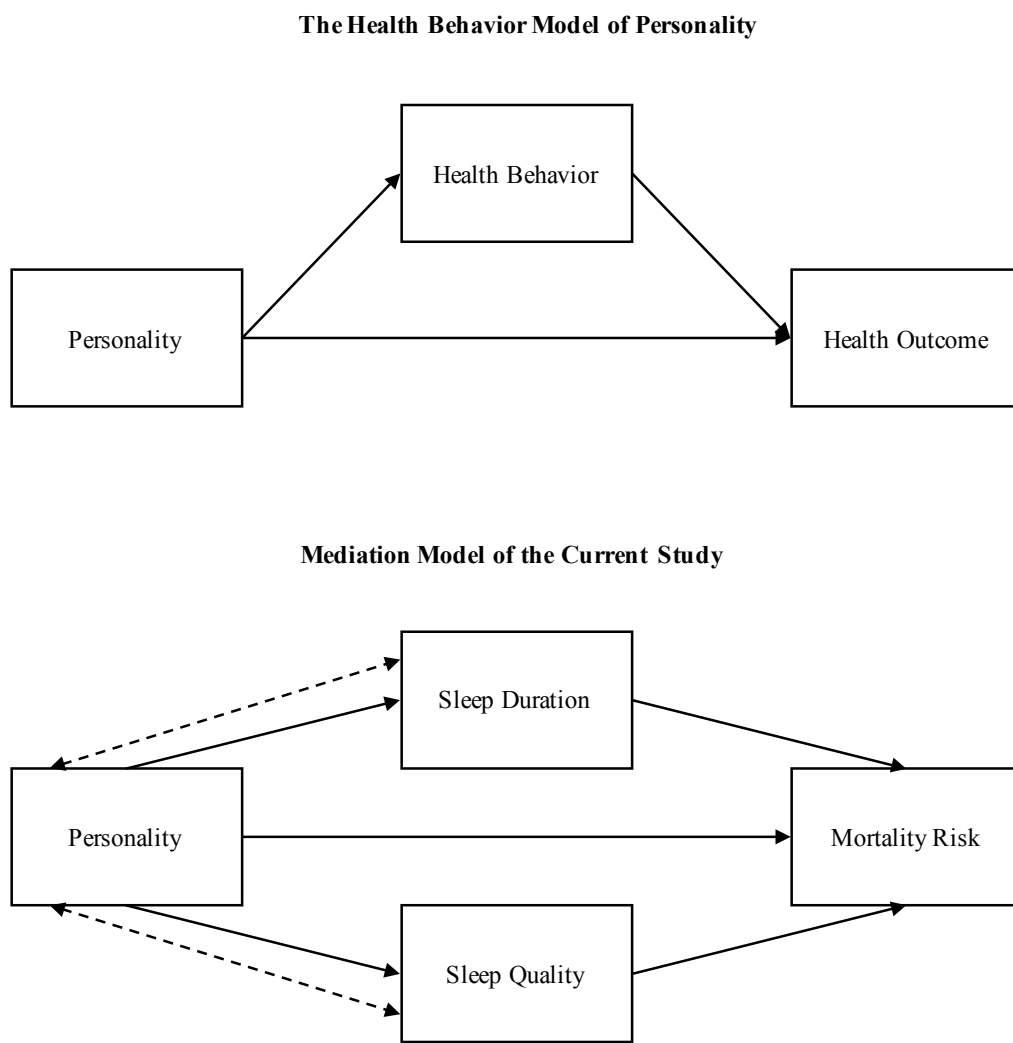 The Health Behavior Model of Personality
Health Behavior
Personality
Health Outcome
Mediation Model of the Current Study
Sleep Duration
Personality
Mortality Risk
Sleep Quality